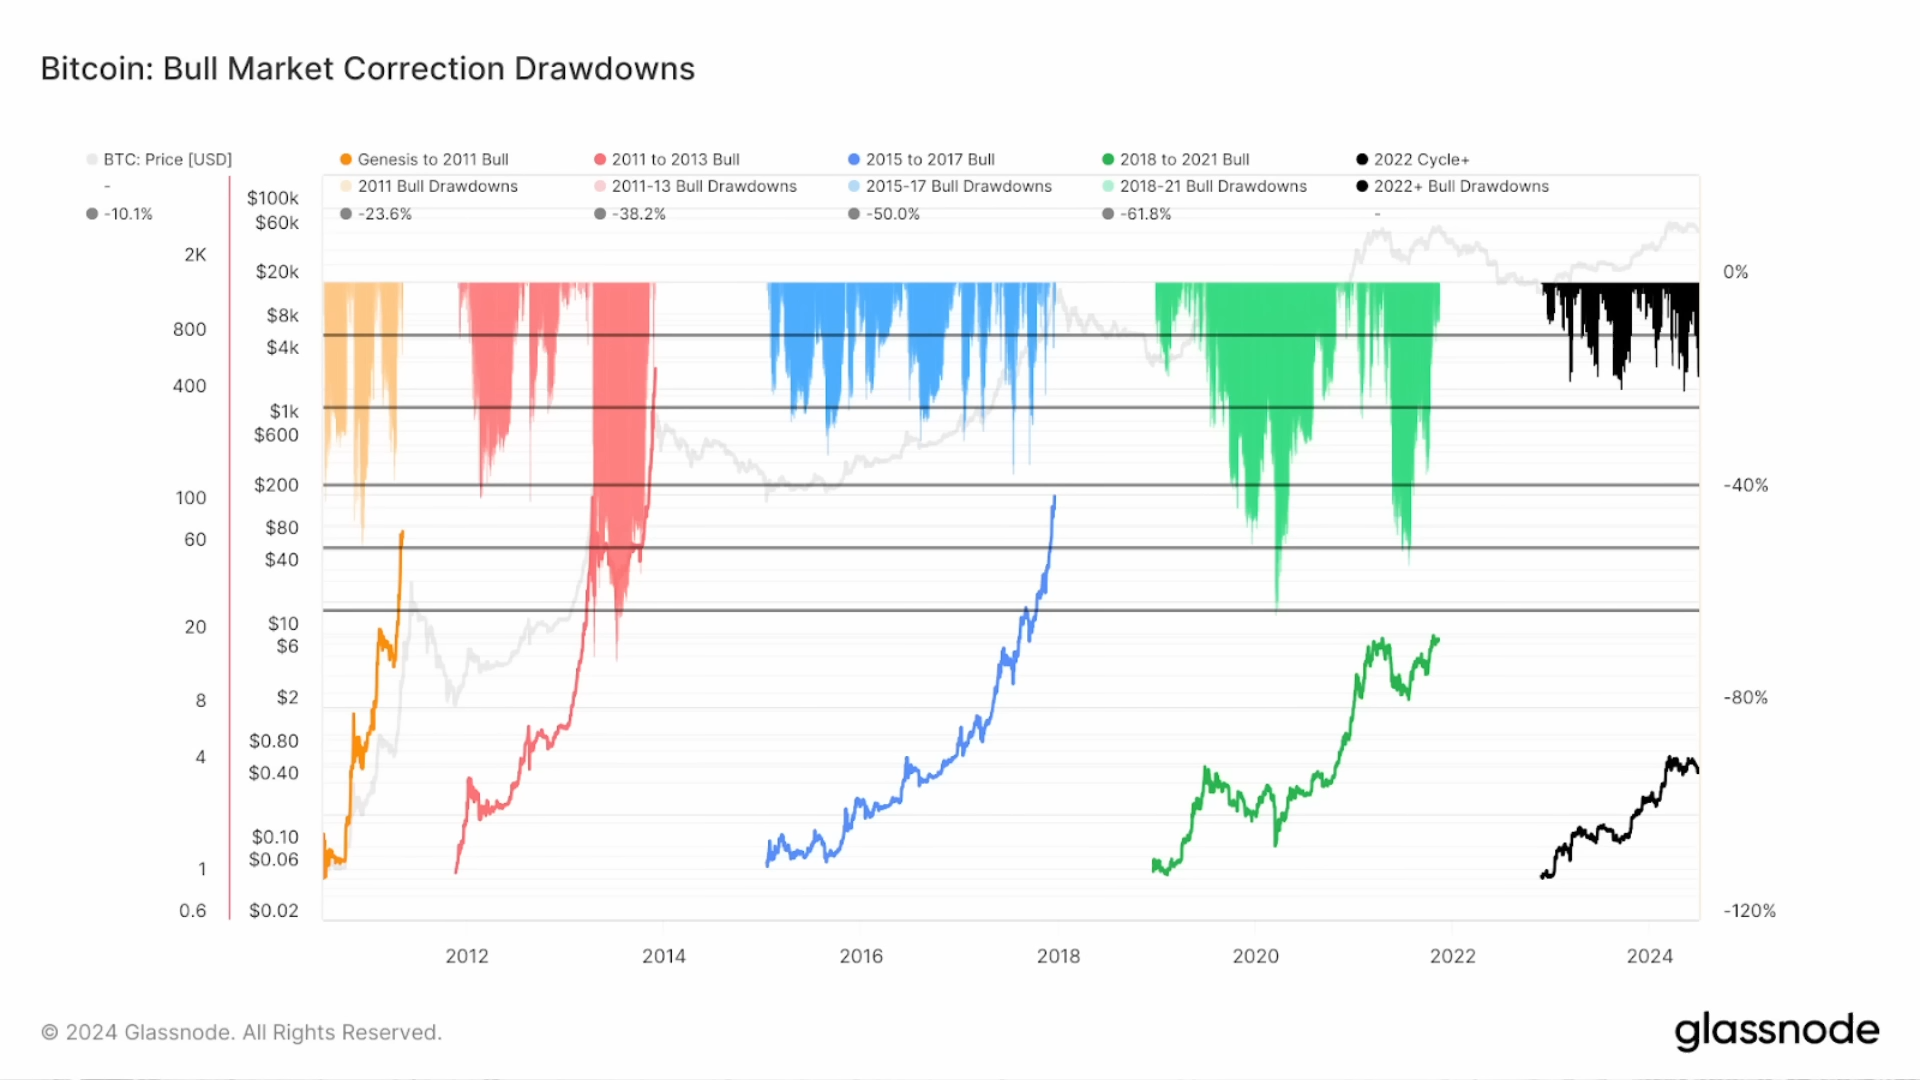 Bitcoin: Bull Market Correction Drawdowns
BTC: Price [USD] Genesis to 2011 Bull 2011 to 2013 Bull 2015 to 2017 Bull 2018 to 2021 Bull 2022 Cycle+
- 2011 Bull Drawdowns 2011-13 Bull Drawdowns 2015-17 Bull Drawdowns 2018-21 Bull Drawdowns 2022+ Bull Drawdowns
-10.1% -23.6% -38.2% -50.0% -61.8% -
2K
800
400
100
60
20
8
4
1
0.6
$100k
$60k
$20k
$8k
$4k
$1k
$600
$200
$80
$40
$10
$6
$2
$0.80
$0.40
$0.10
$0.06
$0.02
0%
-40%
-80%
-120%
2012 2014 2016 2018 2020 2022 2024
© 2024 Glassnode. All Rights Reserved.
glassnode